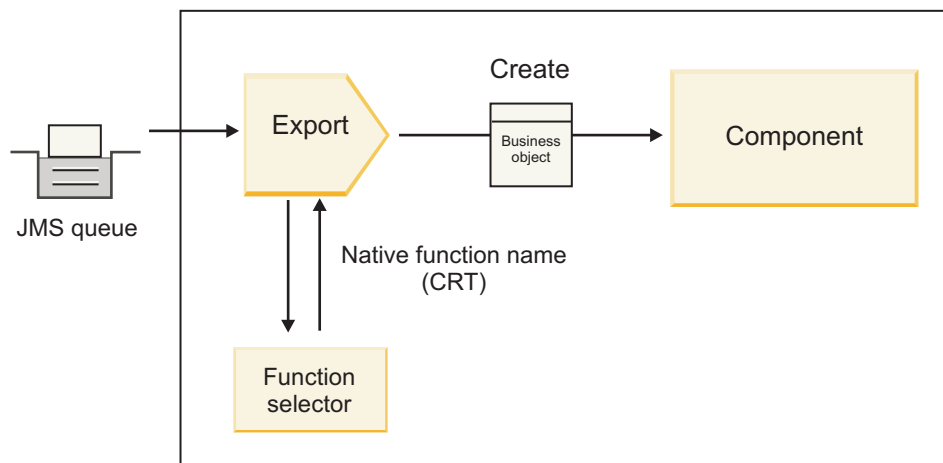 Create
Export
Business
object
Component
JMS queue
Native function name
(CRT)
Function
selector